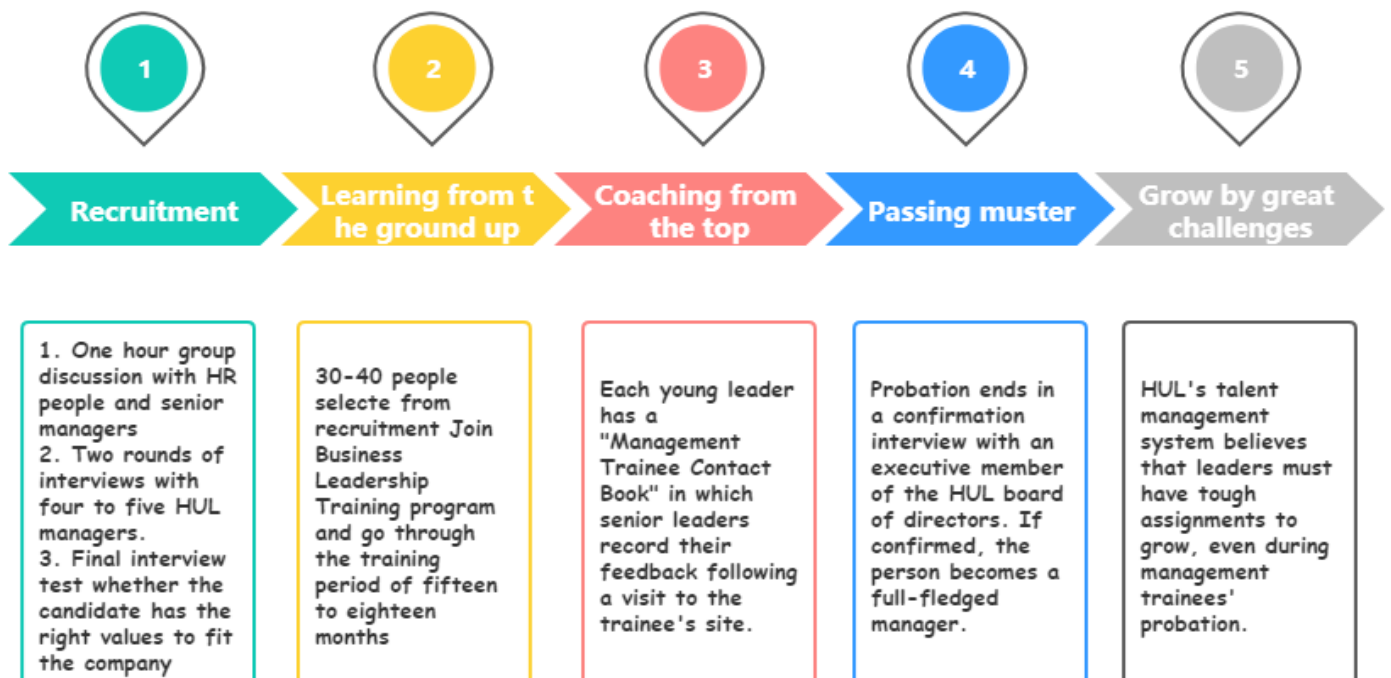 1
2
3
4
5
Recruitment
Learning from t
he ground up
Coaching from
the top
Passing muster
Grow by great
challenges
1. One hour group
discussion with HR
people and senior
managers
2. Two rounds of
interviews with
four to five HUL
managers.
3. Final interview
test whether the
candidate has the
right values to fit
the company
30-40 people
selecte from
recruitment Join
Business
Leadership
Training program
and go through
the training
period of fifteen
to eighteen
months
Each young leader
has a
"Management
Trainee Contact
Book" in which
senior leaders
record their
feedback following
a visit to the
trainee's site.
Probation ends in
a confirmation
interview with an
executive member
of the HUL board
of directors. If
confirmed, the
person becomes a
full-fledged
manager.
HUL's talent
management
system believes
that leaders must
have tough
assignments to
grow, even during
management
trainees'
probation.